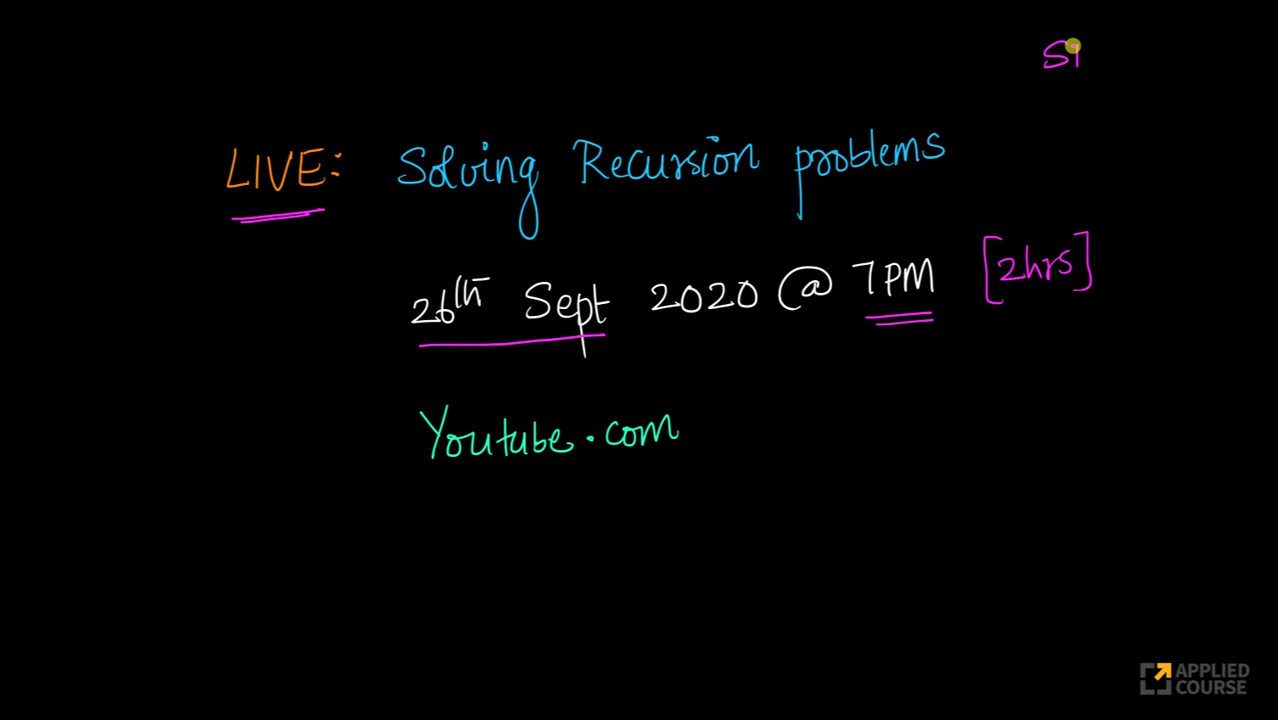 LIVE: Solving Recursion problems
26th Sept 2020 @ 7PM [2hrs]
Youtube.com
APPLIED
COURSE